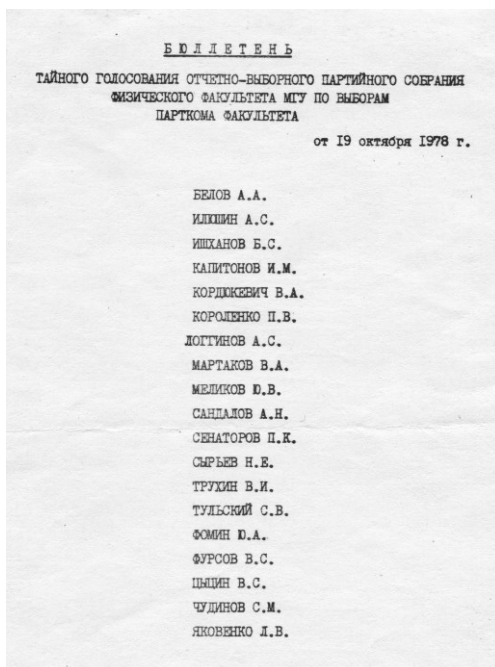 БЮЛЛЕТЕНЬ
ТАЙНОГО ГОЛОСОВАНИЯ ОТЧЕТНО-ВЫБОРНОГО ПАРТИЙНОГО СОБРАНИЯ
ФИЗИЧЕСКОГО ФАКУЛЬТЕТА МГУ ПО ВЫБОРАМ
ПАРТКОМА ФАКУЛЬТЕТА
от 19 октября 1978 г.
БЕЛОВ А.А.
ИЛЮШИН А.С.
ИШХАНОВ Б.С.
КАПИТОНОВ И.М.
КОРДЮКЕВИЧ В.А.
КОРОЛЕНКО П.В.
ЛОГГИНОВ А.С.
МАРТАКОВ В.А.
МЕЛИКОВ Ю.В.
САНДАЛОВ А.Н.
СЕНАТОРОВ П.К.
СЫРЬЕВ Н.Е.
ТРУХИН В.И.
ТУЛЬСКИЙ С.В.
ФОМИН Ю.А.
ФУРСОВ В.С.
ЦЫЦИН В.С.
ЧУДИНОВ С.М.
ЯКОВЕНКО Л.В.